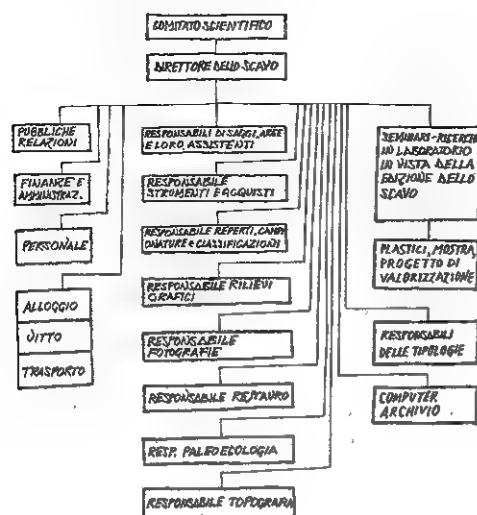 COMITATO SCIENTIFICO
DIRETTORE DELLO SCAVO
PUBBLICHE
RELAZIONI
FINANZE E
AMMINISTRAZ.
PERSONALE
ALLOGGIO
VITTO
TRASPORTO
RESPONSABILI DI SAGGI, AREE
E LORO ASSISTENTI
RESPONSABILE
STRUMENTI E ACQUISTI
RESPONSABILE REPERTI, CAMPI
ONATURE e CLASSIFICAZIONI
RESPONSABILE RILIEVI
GRAFICI
RESPONSABILE
FOTOGRAFIE
RESPONSABILE RESTAURO
RESP. PALEOECOLOGIA
RESPONSABILE TOPOGRAFIA
SEMINARI-RICERCHE
IN LABORATORIO
IN VISTA DELLA
EDIZIONE DELLO
SCAVO
PLASTICI, MOSTRA,
PROGETTO DI
VALORIZZAZIONE
RESPONSABILI
DELLE TIPOLOGIE
COMPUTER
ARCHIVIO